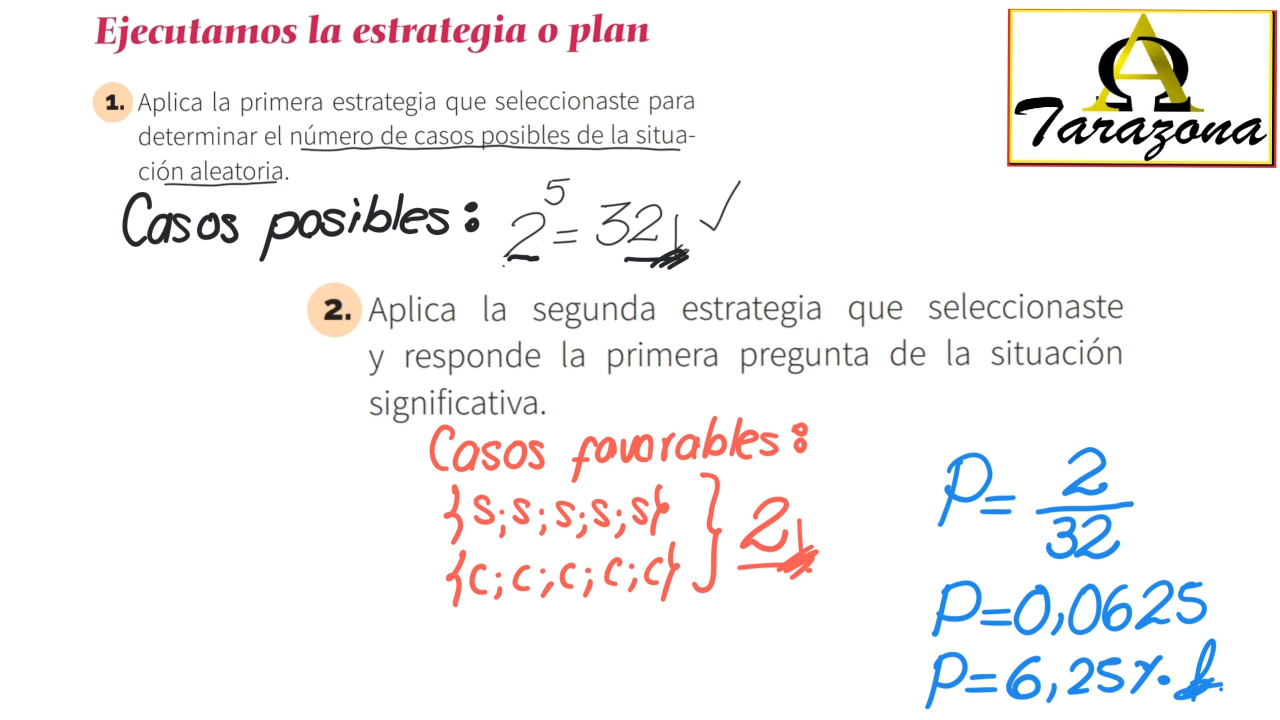 Ejecutamos la estrategia o plan
ΑΩ
Tarazona
1. Aplica la primera estrategia que seleccionaste para
determinar el número de casos posibles de la situa-
ción aleatoria.
Casos posibles: 2⁵ = 32 ✓
2. Aplica la segunda estrategia que seleccionaste
y responde la primera pregunta de la situación
significativa.
Casos favorables:
{s; s; s; s; s}
{c; c; c; c; c} } 2
P = 2/32
P=0,0625
P=6,25%.